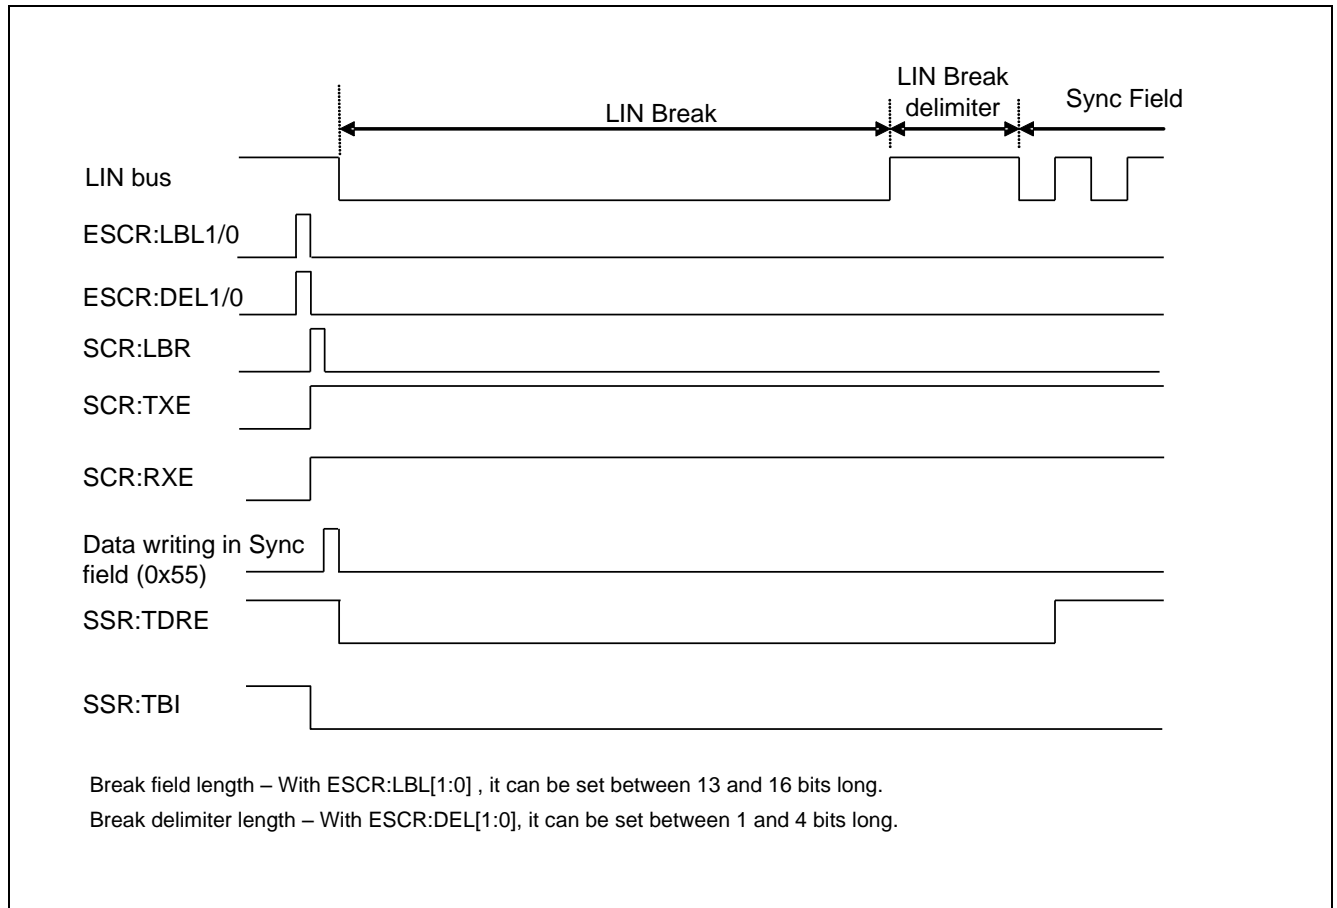 LIN Break
LIN Break
delimiter
Sync Field
LIN bus
ESCR:LBL1/0
ESCR:DEL1/0
SCR:LBR
SCR:TXE
SCR:RXE
Data writing in Sync
field (0x55)
SSR:TDRE
SSR:TBI
Break field length – With ESCR:LBL[1:0] , it can be set between 13 and 16 bits long.
Break delimiter length – With ESCR:DEL[1:0], it can be set between 1 and 4 bits long.